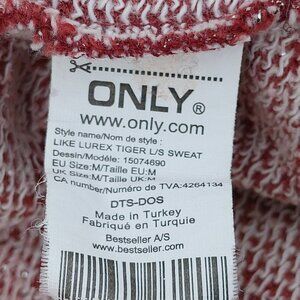 ONLY®
www.only.com
Style name/Nom de style :
LIKE LUREX TIGER L/S SWEAT
Dessin/Modéle: 15074690
EU Size:M/Taille EU:M
UK Size:M/Taille UK:M
CA number/Numéro de TVA:4264134
DTS-DOS
Made in Turkey
Fabriqué en Turquie
Bestseller A/S
www.bestseller.com